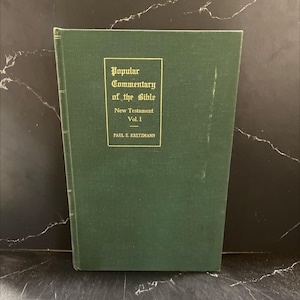 Popular
Commentary
of the Bible
New Testament
Vol. I
PAUL E. KRETZMANN